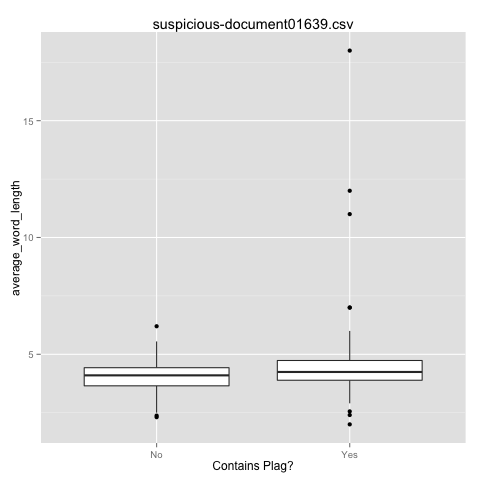 suspicious-document01639.csv
average_word_length
15
10
5
No
Yes
Contains Plag?